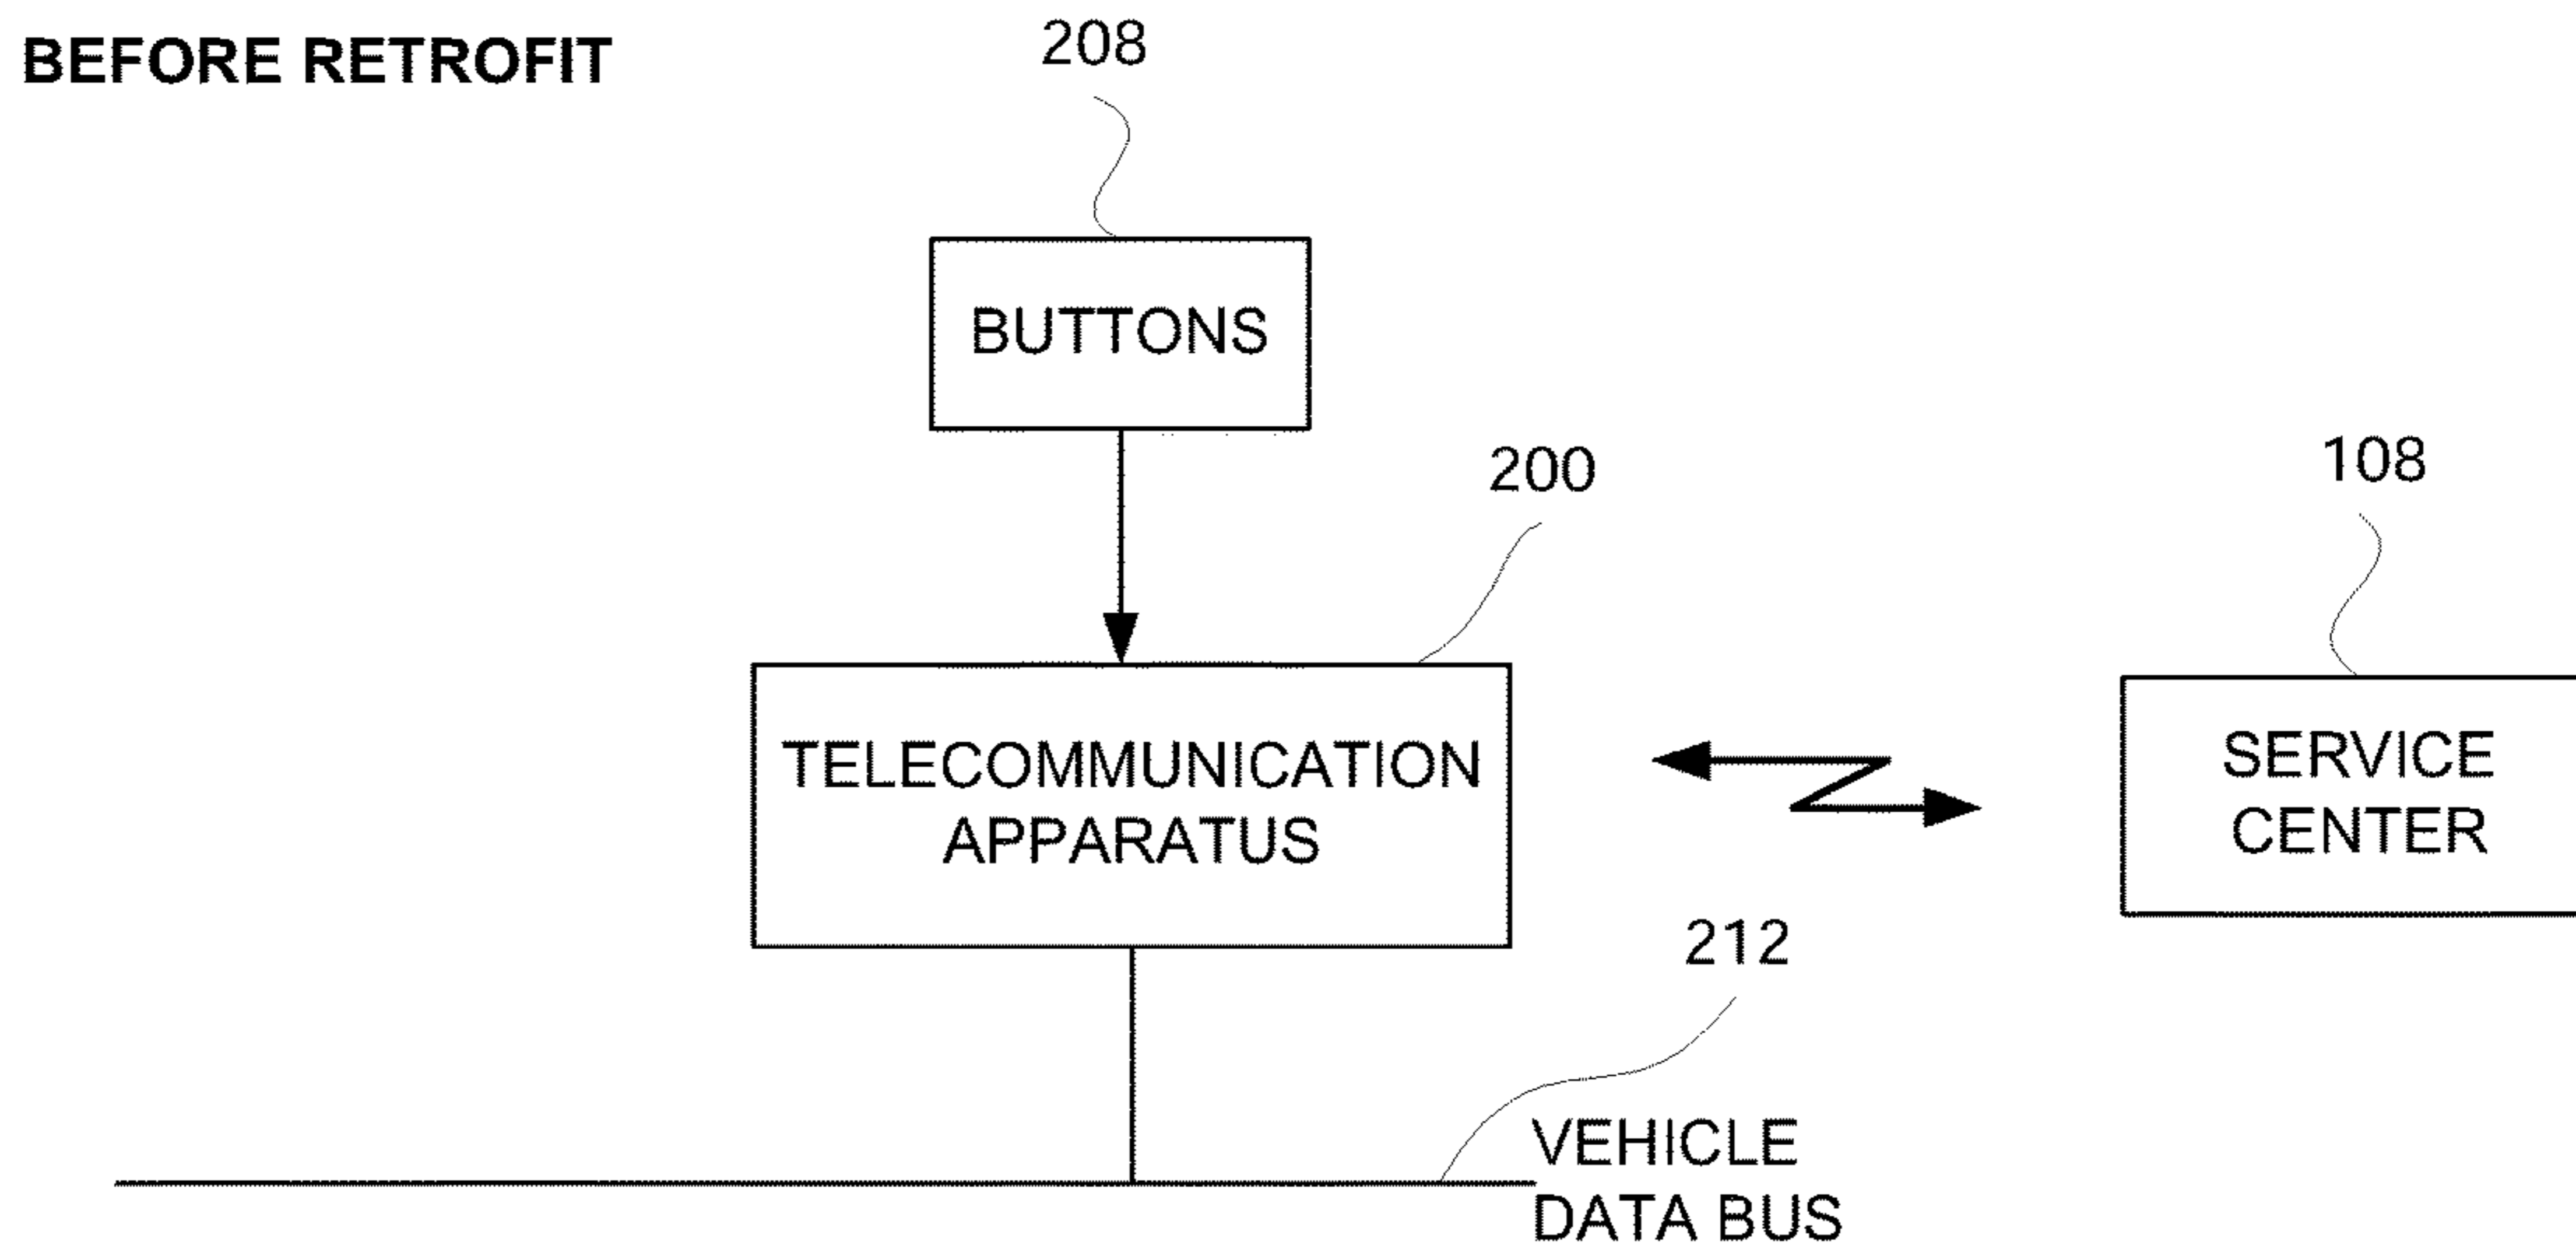 BEFORE RETROFIT
208
BUTTONS
200
108
TELECOMMUNICATION
APPARATUS
SERVICE
CENTER
212
VEHICLE
DATA BUS